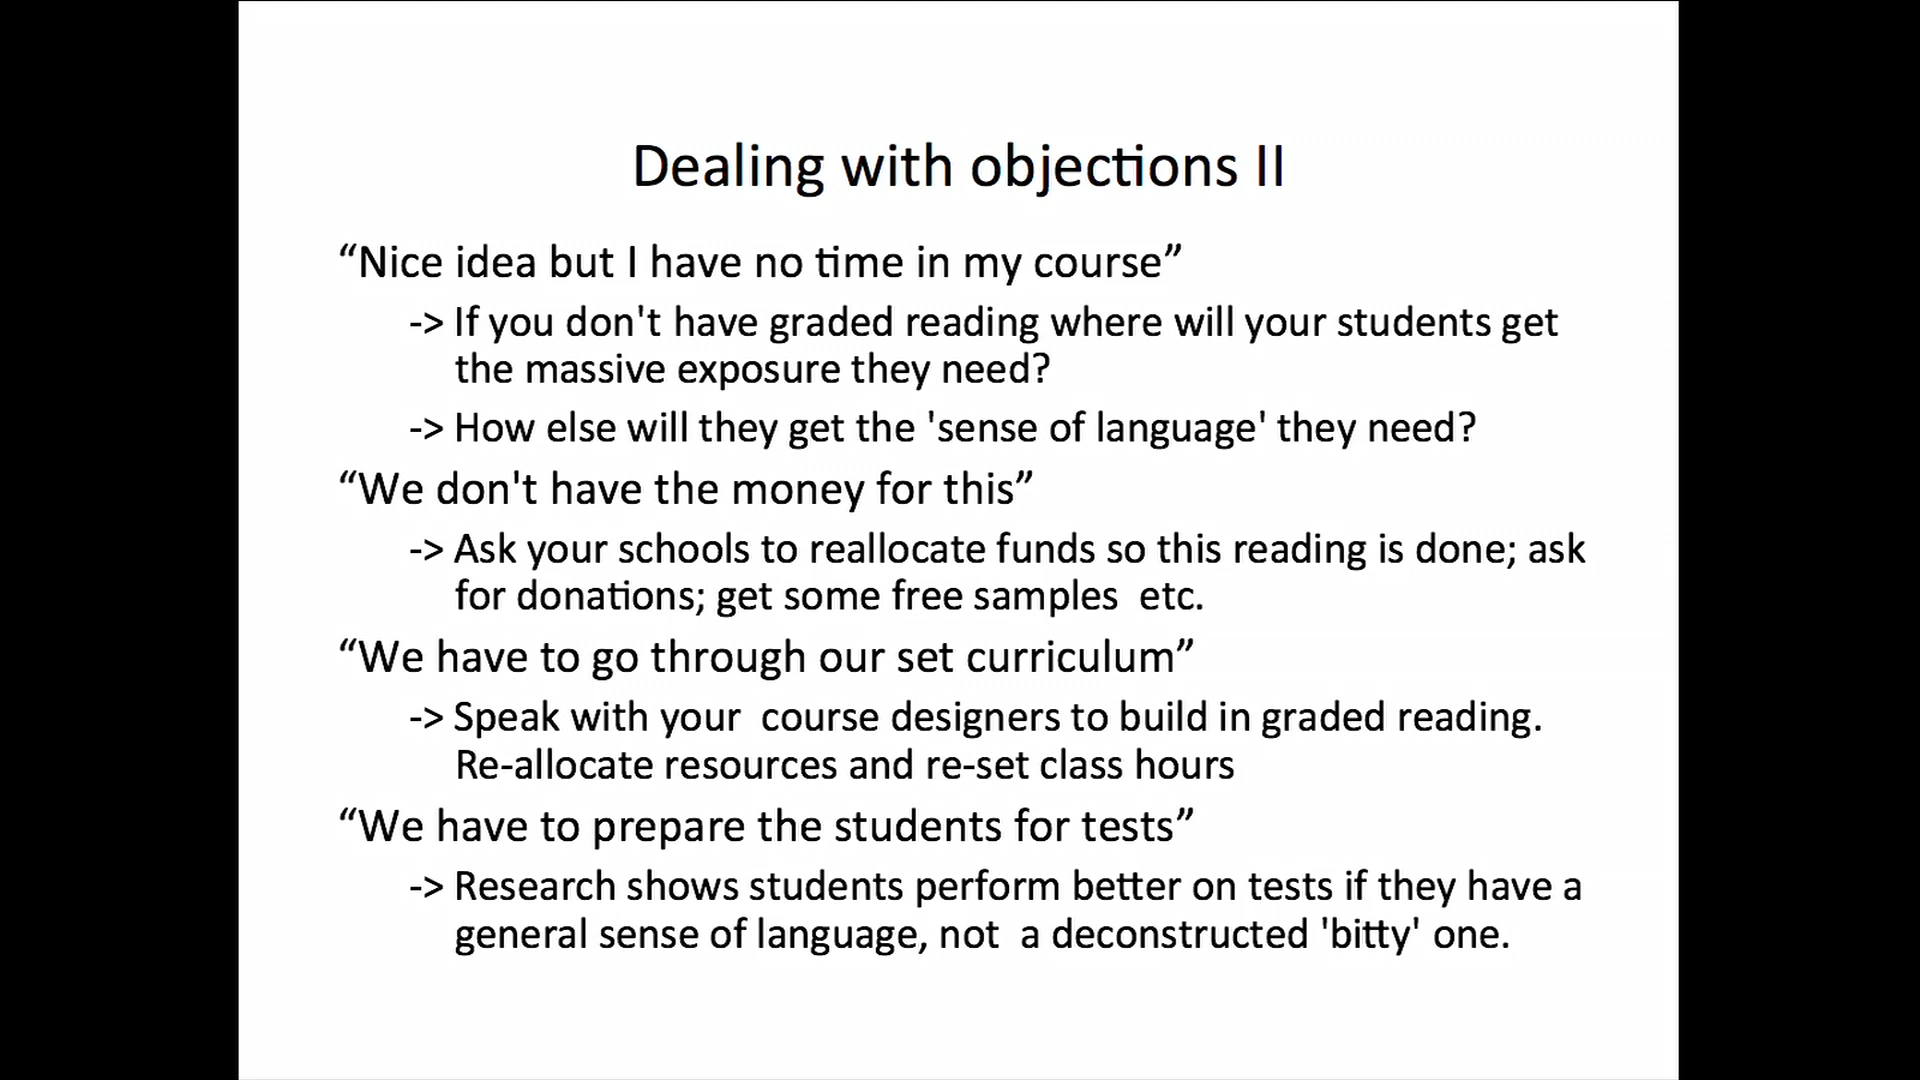 Dealing with objections II
“Nice idea but I have no time in my course”
-> If you don't have graded reading where will your students get
the massive exposure they need?
-> How else will they get the 'sense of language' they need?
“We don't have the money for this”
-> Ask your schools to reallocate funds so this reading is done; ask
for donations; get some free samples  etc.
“We have to go through our set curriculum”
-> Speak with your  course designers to build in graded reading.
Re-allocate resources and re-set class hours
“We have to prepare the students for tests”
-> Research shows students perform better on tests if they have a
general sense of language, not  a deconstructed 'bitty' one.